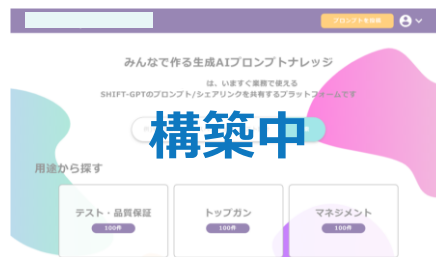 プロンプトを投稿
みんなで作る生成AIプロンプトナレッジ
は、いますぐ業務で使える
SHIFT-GPTのプロンプト/シェアリンクを共有するプラットフォームです
構築中
用途から探す
テスト・品質保証
トップガン
マネジメント
100件
100件
100件